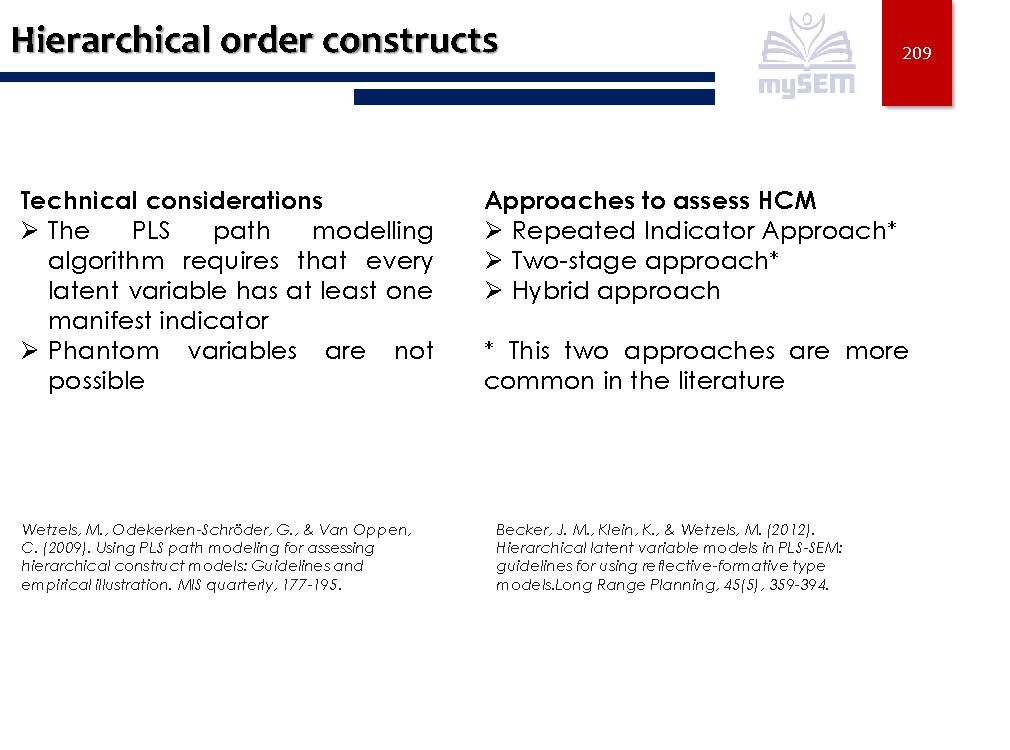 Hierarchical order constructs
mySEM
209
Technical considerations
➢ The PLS path modelling
algorithm requires that every
latent variable has at least one
manifest indicator
➢ Phantom variables are not
possible
Approaches to assess HCM
➢ Repeated Indicator Approach*
➢ Two-stage approach*
➢ Hybrid approach
* This two approaches are more
common in the literature
Wetzels, M., Odekerken-Schröder, G., & Van Oppen,
C. (2009). Using PLS path modeling for assessing
hierarchical construct models: Guidelines and
empirical illustration. MIS quarterly, 177-195.
Becker, J. M., Klein, K., & Wetzels, M. (2012).
Hierarchical latent variable models in PLS-SEM:
guidelines for using reflective-formative type
models.Long Range Planning, 45(5), 359-394.